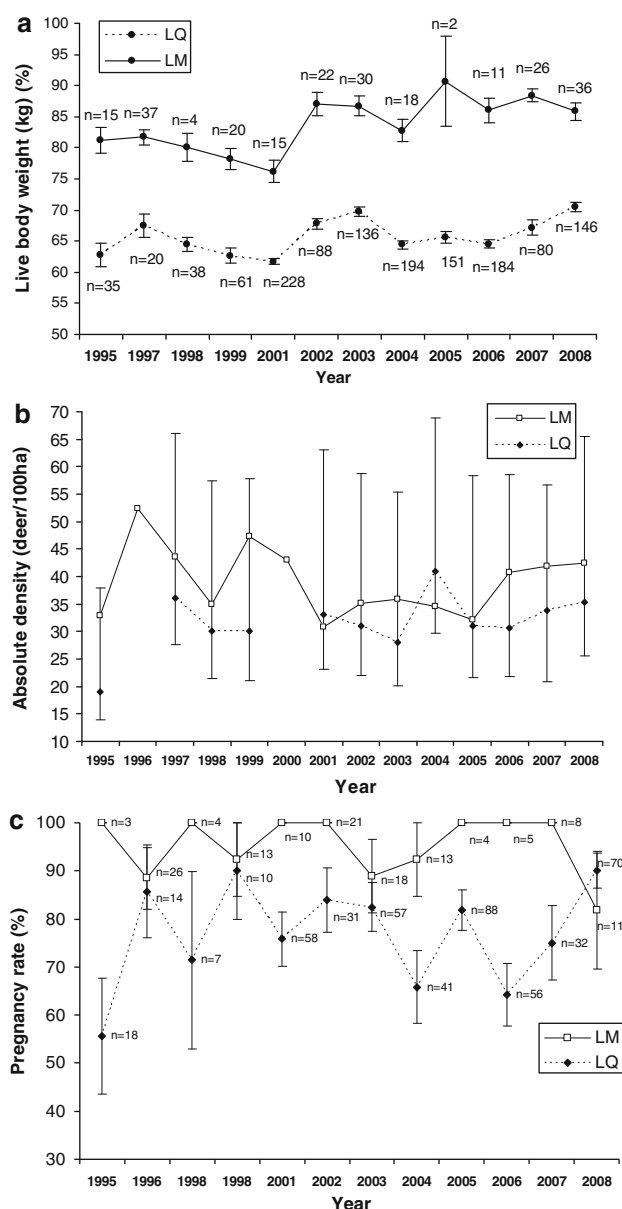 a
LQ
LM
Live body weight (kg) (%)
100
95
90
85
80
75
70
65
60
55
50
n=15
n=37
n=4
n=20
n=15
n=22
n=30
n=18
n=2
n=11
n=26
n=36
n=35
n=20
n=38
n=61
n=228
n=88
n=136
n=194
151
n=184
n=80
n=146
1995 1997 1998 1999 2001 2002 2003 2004 2005 2006 2007 2008
Year
b
LM
LQ
Absolute density (deer/100ha)
70
65
60
55
50
45
40
35
30
25
20
15
10
1995 1996 1997 1998 1999 2000 2001 2002 2003 2004 2005 2006 2007 2008
Year
c
Pregnancy rate (%)
100
90
80
70
60
50
40
30
n=3
n=26
n=4
n=13
n=10
n=21
n=18
n=13
n=4
n=5
n=8
n=11
n=18
n=14
n=7
n=10
n=58
n=31
n=57
n=41
n=88
n=56
n=32
n=70
LM
LQ
1995 1996 1998 1998 2001 2002 2003 2004 2005 2006 2007 2008
Year